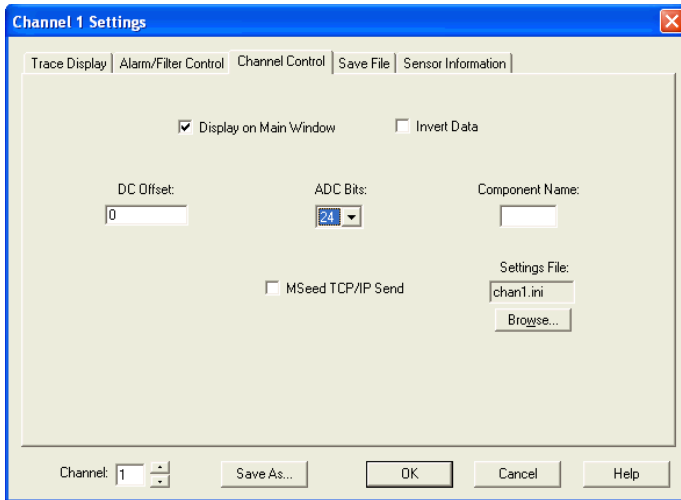 Channel 1 Settings
Trace Display Alarm/Filter Control Channel Control Save File Sensor Information
Display on Main Window Invert Data
DC Offset: ADC Bits: Component Name:
0 24
Settings File:
MSeed TCP/IP Send chan1.ini
Browse...
Channel: 1 Save As... OK Cancel Help